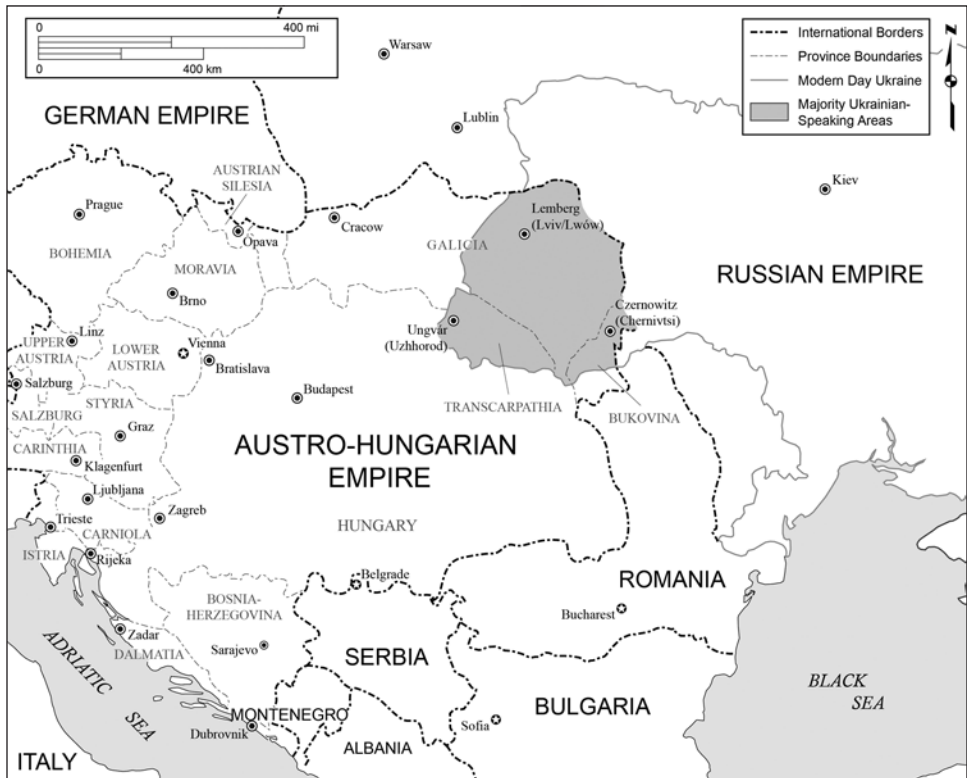 0
400 mi
0
400 km
International Borders
Province Boundaries
Modern Day Ukraine
Majority Ukrainian-
Speaking Areas
N
Warsaw
GERMAN EMPIRE
Lublin
AUSTRIAN
SILESIA
Kiev
Prague
Cracow
Lemberg
(Lviv/Lwów)
Opava
GALICIA
BOHEMIA
MORAVIA
RUSSIAN EMPIRE
Brno
Czernowitz
(Chernivtsi)
Ungvár
(Uzhhorod)
Linz
UPPER
AUSTRIA
LOWER
AUSTRIA
Vienna
Bratislava
Salzburg
Budapest
STYRIA
TRANSCARPATHIA
BUKOVINA
SALZBURG
Graz
CARINTHIA
Klagenfurt
AUSTRO-HUNGARIAN
EMPIRE
Ljubljana
Zagreb
Trieste
HUNGARY
CARNIOLA
ISTRIA
Rijeka
Belgrade
ROMANIA
BOSNIA-
HERZEGOVINA
Bucharest
Zadar
Sarajevo
DALMATIA
SERBIA
ADRIATIC
SEA
BLACK
SEA
BULGARIA
MONTENEGRO
Sofia
Dubrovnik
ALBANIA
ITALY